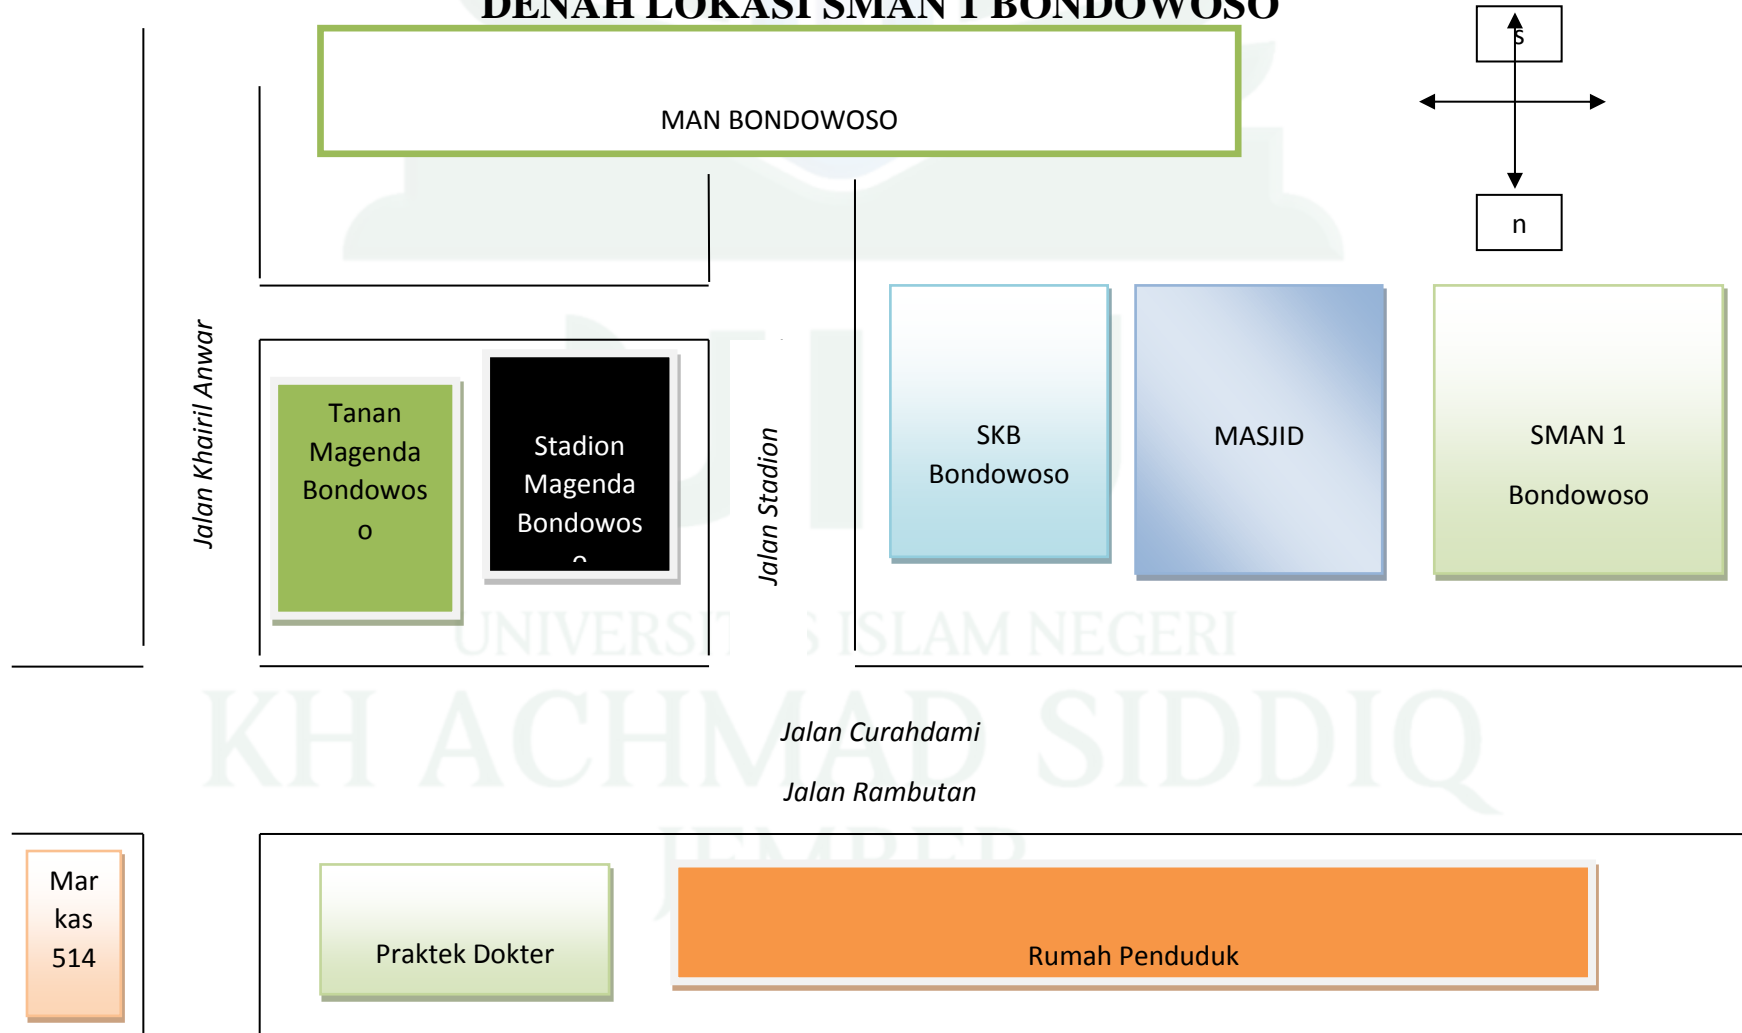 DENAH LOKASI SMAN 1 BONDOWOSO
s
MAN BONDOWOSO
n
Jalan Khairil Anwar
Tanan
Magenda
Bondowos
o
Stadion
Magenda
Bondowos
o
Jalan Stadion
SKB
Bondowoso
MASJID
SMAN 1
Bondowoso
UNIVERSITAS ISLAM NEGERI
KH ACHMAD SIDDIQ
JEMBER
Jalan Curahdami
Jalan Rambutan
Mar
kas
514
Praktek Dokter
Rumah Penduduk